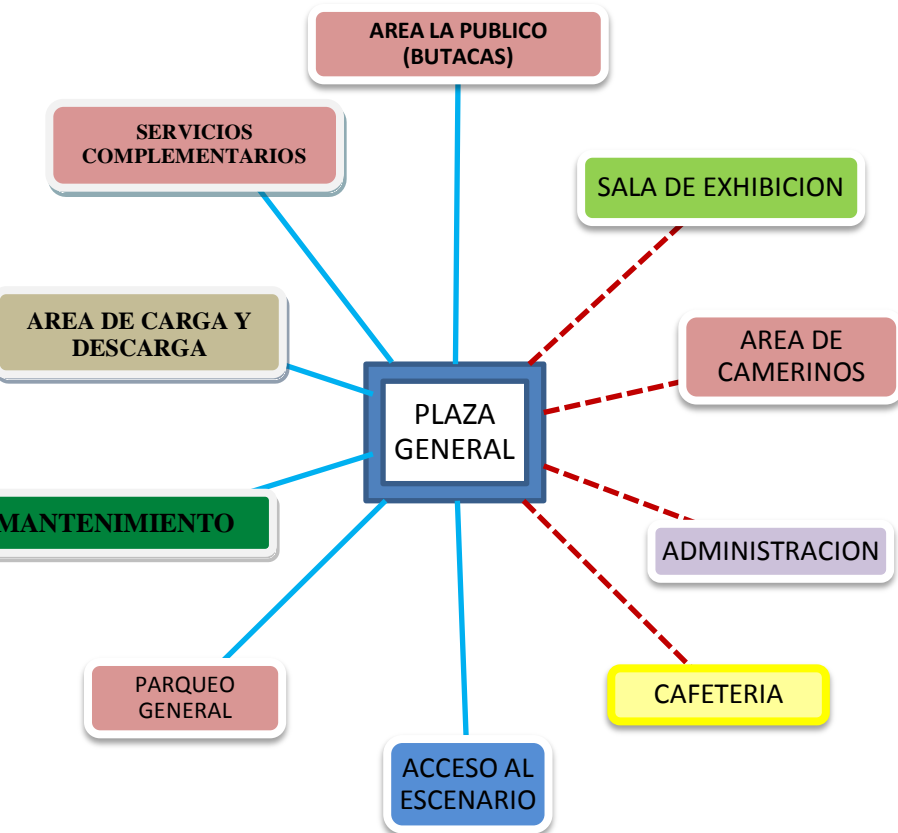 AREA LA PUBLICO
(BUTACAS)
SERVICIOS
COMPLEMENTARIOS
SALA DE EXHIBICION
AREA DE CARGA Y
DESCARGA
AREA DE
CAMERINOS
PLAZA
GENERAL
MANTENIMIENTO
ADMINISTRACION
PARQUEO
GENERAL
CAFETERIA
ACCESO AL
ESCENARIO